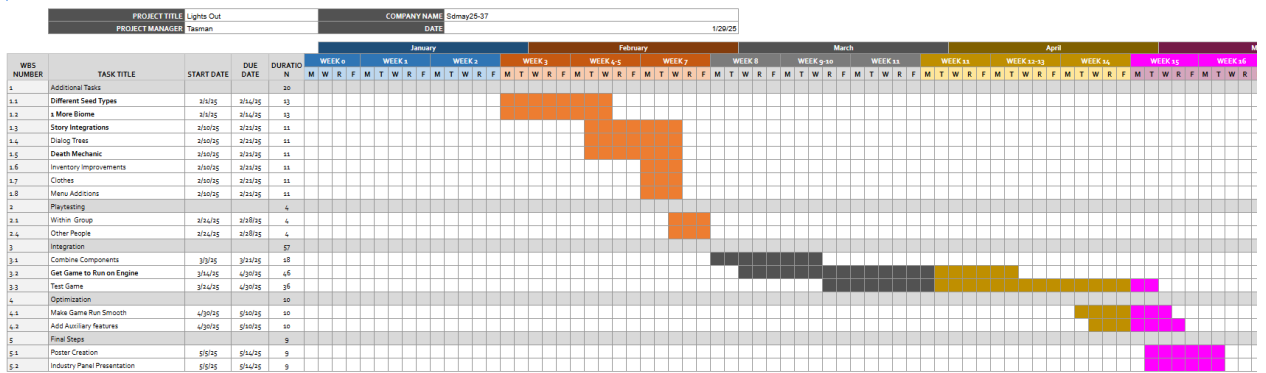 PROJECT TITLE Lights Out COMPANY NAME Sdmay25-37
PROJECT MANAGER Tasman DATE 1/29/25
January February March April M
WBS NUMBER TASK TITLE START DATE DUE DATE DURATION WEEK 0 WEEK 1 WEEK 2 WEEK 3 WEEK 4-5 WEEK 7 WEEK 8 WEEK 9-10 WEEK 11 WEEK 11 WEEK 12-13 WEEK 14 WEEK 15 WEEK 16
M W R F M T W R F M T W R F M T W R F M T W R F M T W R F M T W R F M T W R F M T W R F M T W R F M T W R F M T W R F M T W R F M T W R
1 Additional Tasks 20
1.1 Different Seed Types 2/1/25 2/14/25 13
1.2 1 More Biome 2/1/25 2/14/25 13
1.3 Story Integrations 2/10/25 2/21/25 11
1.4 Dialog Trees 2/10/25 2/21/25 11
1.5 Death Mechanic 2/10/25 2/21/25 11
1.6 Inventory Improvements 2/10/25 2/21/25 11
1.7 Clothes 2/10/25 2/21/25 11
1.8 Menu Additions 2/10/25 2/21/25 11
2 Playtesting 4
2.1 Within Group 2/24/25 2/28/25 4
2.4 Other People 2/24/25 2/28/25 4
3 Integration 57
3.1 Combine Components 3/3/25 3/21/25 18
3.2 Get Game to Run on Engine 3/14/25 4/30/25 46
3.3 Test Game 3/24/25 4/30/25 36
4 Optimization 10
4.1 Make Game Run Smooth 4/30/25 5/10/25 10
4.2 Add Auxiliary features 4/30/25 5/10/25 10
5 Final Steps 9
5.1 Poster Creation 5/5/25 5/14/25 9
5.2 Industry Panel Presentation 5/5/25 5/14/25 9